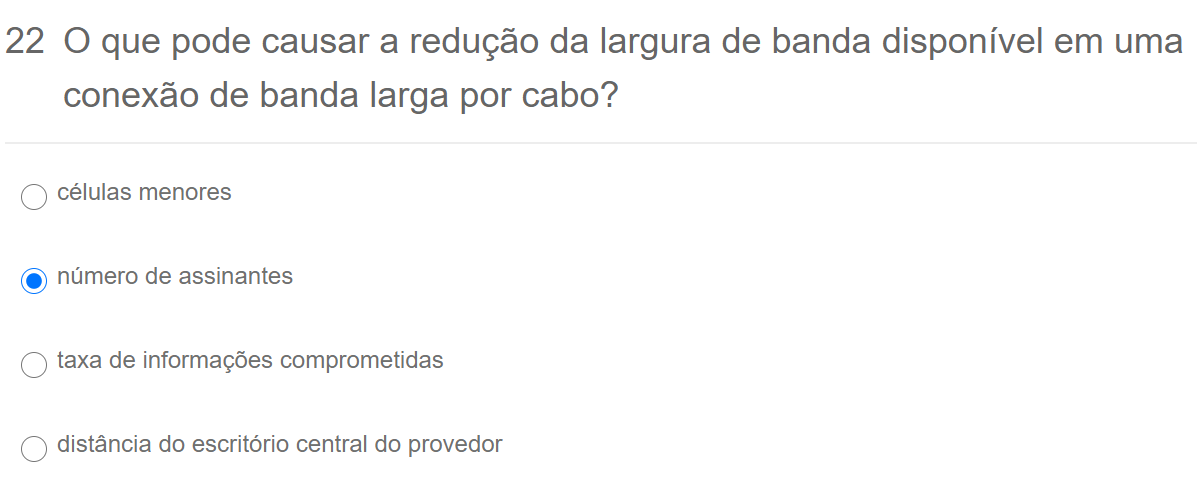 22 O que pode causar a redução da largura de banda disponível em uma
conexão de banda larga por cabo?
células menores
número de assinantes
taxa de informações comprometidas
distância do escritório central do provedor